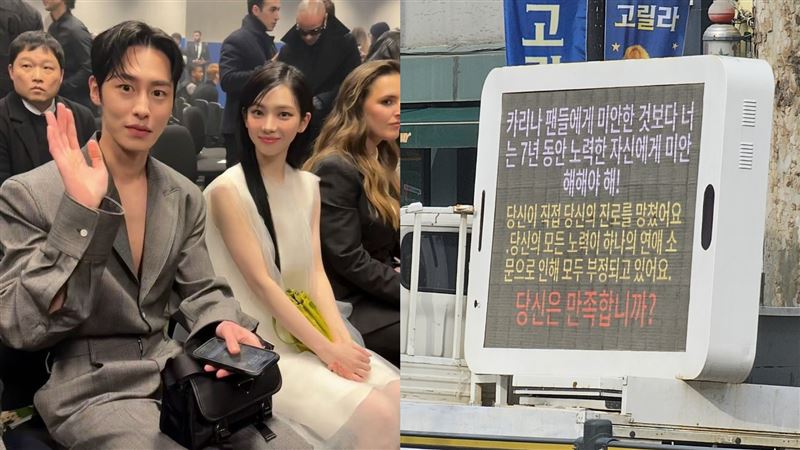 고릴
고릴라
카리나 팬들에게 미안한 것보다 너
는 7년 동안 노력한 자신에게 미안
해해야 해!
당신이 직접 당신의 진로를 망쳤어요
.당신의 모든 노력이 하나의 연애 소
문으로 인해 모두 부정되고 있어요.
당신은 만족합니까?